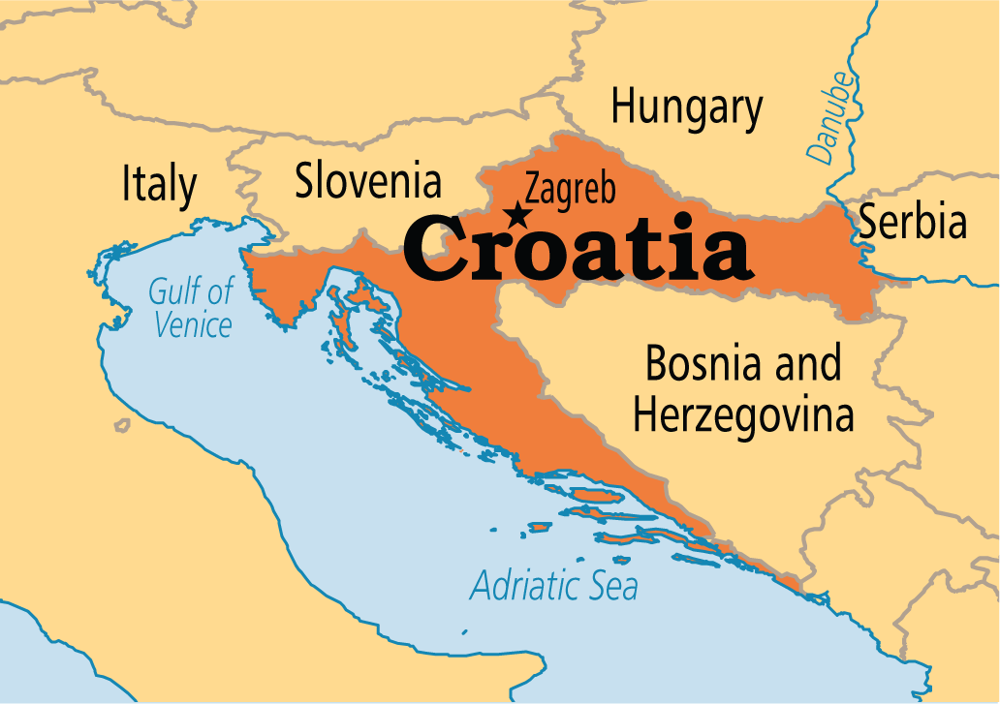 Hungary
Danube
Italy
Slovenia
Zagreb
Serbia
Croatia
Gulf of
Venice
Bosnia and
Herzegovina
Adriatic Sea